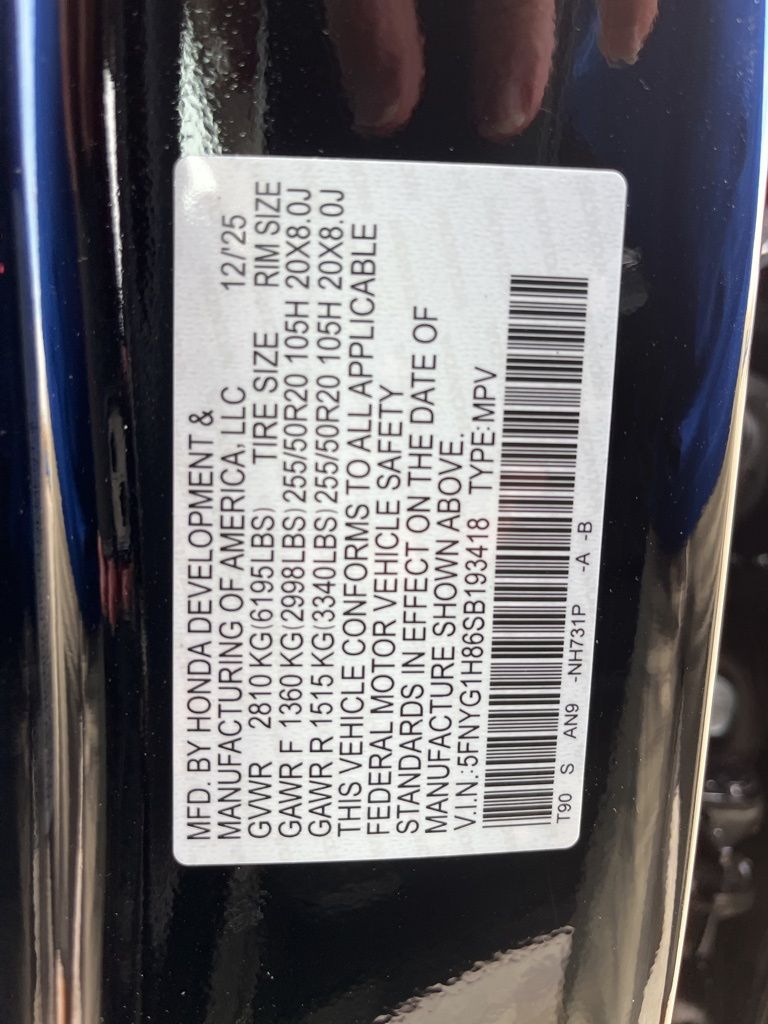 MFD. BY HONDA DEVELOPMENT &
MANUFACTURING OF AMERICA, LLC 12/'25
GVWR 2810 KG(6195LBS) TIRE SIZE RIM SIZE
GAWR F 1360 KG(2998LBS)255/50R20 105H 20X8.0J
GAWR R 1515 KG(3340LBS)255/50R20 105H 20X8.0J
THIS VEHICLE CONFORMS TO ALL APPLICABLE
FEDERAL MOTOR VEHICLE SAFETY
STANDARDS IN EFFECT ON THE DATE OF
MANUFACTURE SHOWN ABOVE.
V.I.N.:5FNYG1H86SB193418 TYPE:MPV
T90 S AN9 -NH731P -A -B